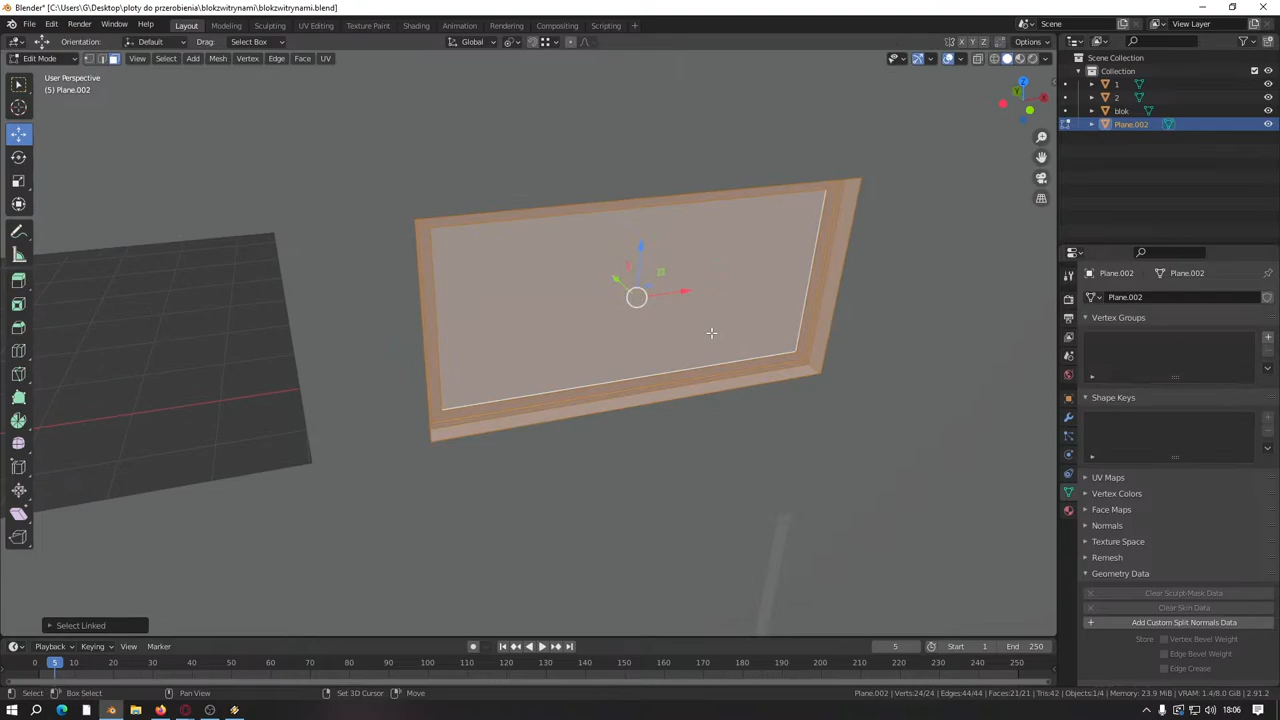 Blender* [C:\Users\G\Desktop\ploty do przerobienia\blokzwitrynami\blokzwitrynami.blend]
File Edit Render Window Help Layout Modeling Sculpting UV Editing Texture Paint Shading Animation Rendering Compositing Scripting + Scene View Layer
Orientation: Default Drag: Select Box Global X Y Z Options
Edit Mode View Select Add Mesh Vertex Edge Face UV
User Perspective
(5) Plane.002
Scene Collection
Collection
1
2
blok
Plane.002
Z
Y
X
Plane.002 Plane.002
Plane.002
Vertex Groups
Shape Keys
UV Maps
Vertex Colors
Face Maps
Normals
Texture Space
Remesh
Geometry Data
Clear Sculpt-Mask Data
Clear Skin Data
Add Custom Split Normals Data
Store Vertex Bevel Weight
Edge Bevel Weight
Edge Crease
Select Linked
Playback Keying View Marker 5 Start 1 End 250
0 5 10 20 30 40 50 60 70 80 90 100 110 120 130 140 150 160 170 180 190 200 210 220 230 240 250
Select Box Select Pan View Set 3D Cursor Move Plane.002 | Verts:24/24 | Edges:44/44 | Faces:21/21 | Tris:42 | Objects:1/4 | Memory: 23.9 MiB | VRAM: 1.4/8.0 GiB | 2.91.2
18:06